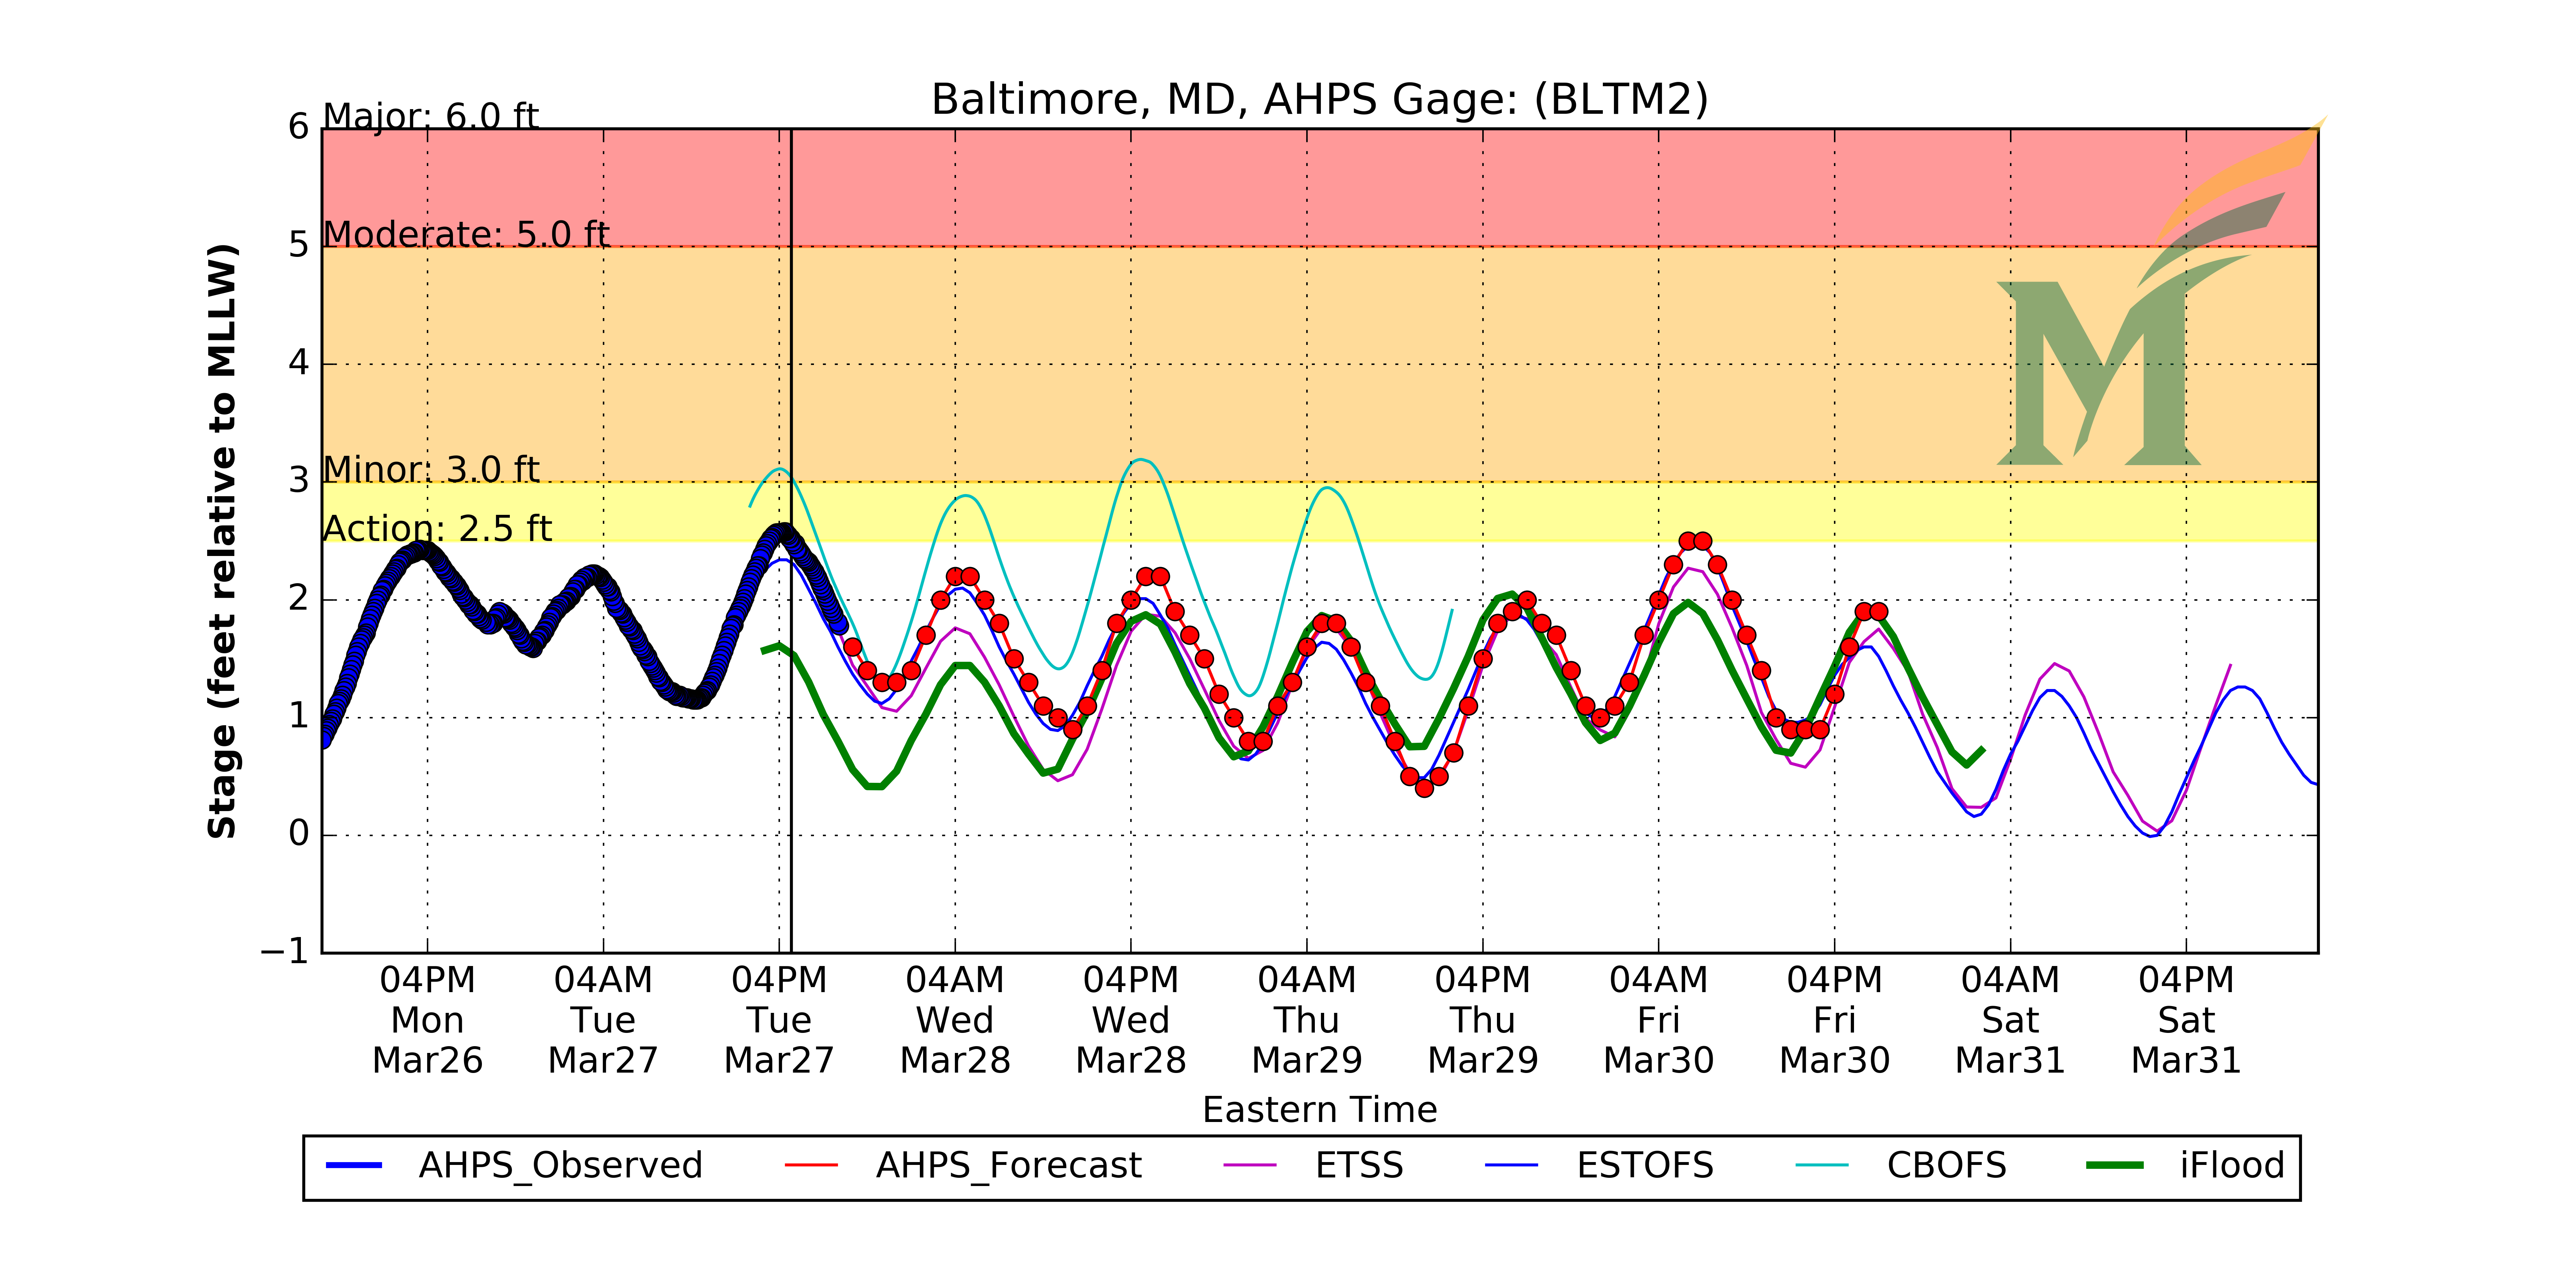 Baltimore, MD, AHPS Gage: (BLTM2)
Major: 6.0 ft
Moderate: 5.0 ft
Minor: 3.0 ft
Action: 2.5 ft
6
5
4
3
2
1
0
−1
Stage (feet relative to MLLW)
04PM 04AM 04PM 04AM 04PM 04AM 04PM 04AM 04PM 04AM 04PM
Mon Tue Tue Wed Wed Thu Thu Fri Fri Sat Sat
Mar26 Mar27 Mar27 Mar28 Mar28 Mar29 Mar29 Mar30 Mar30 Mar31 Mar31
Eastern Time
AHPS_Observed AHPS_Forecast ETSS ESTOFS CBOFS iFlood
M